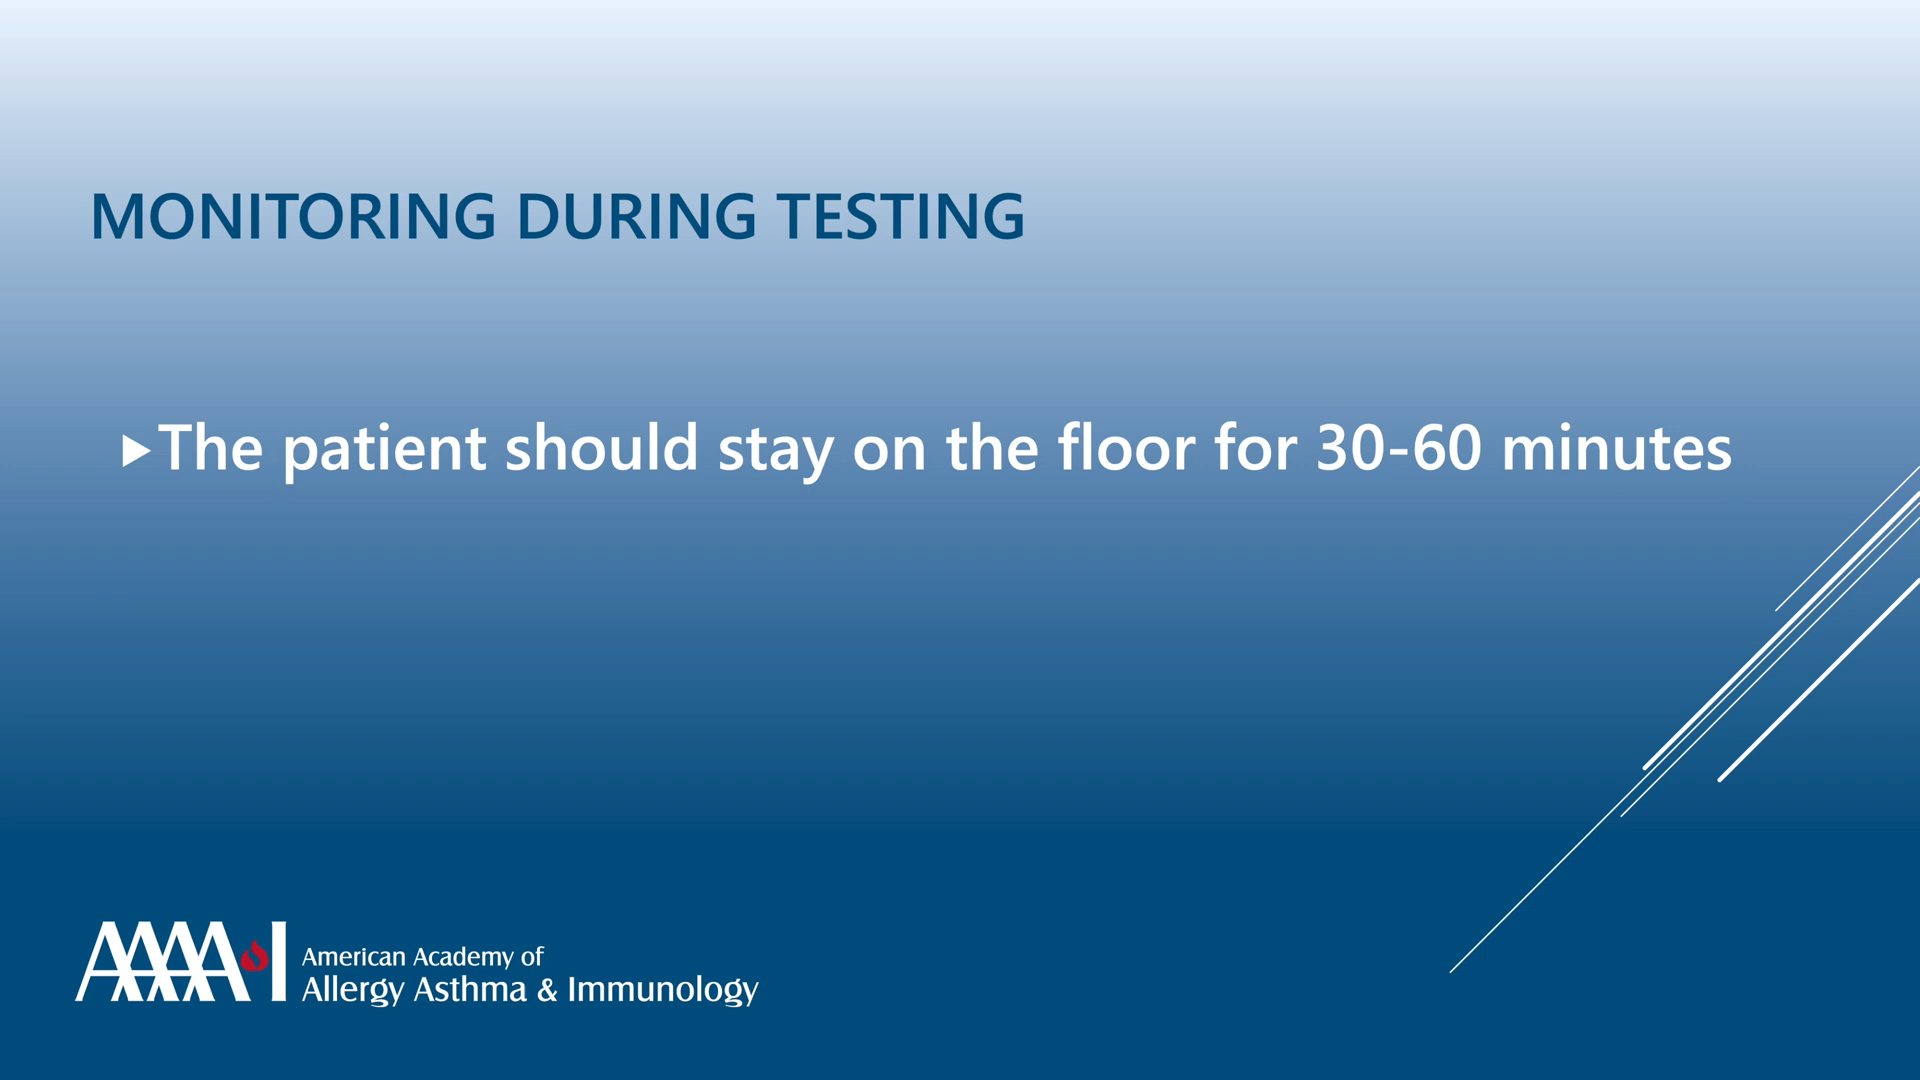 MONITORING DURING TESTING
The patient should stay on the floor for 30-60 minutes
AAAAI
American Academy of
Allergy Asthma & Immunology